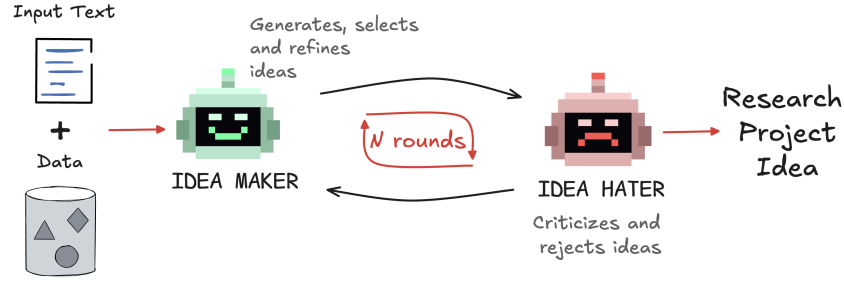 Input Text
+
Data
Generates, selects
and refines
ideas
IDEA MAKER
N rounds
IDEA HATER
Criticizes and
rejects ideas
Research
Project
Idea